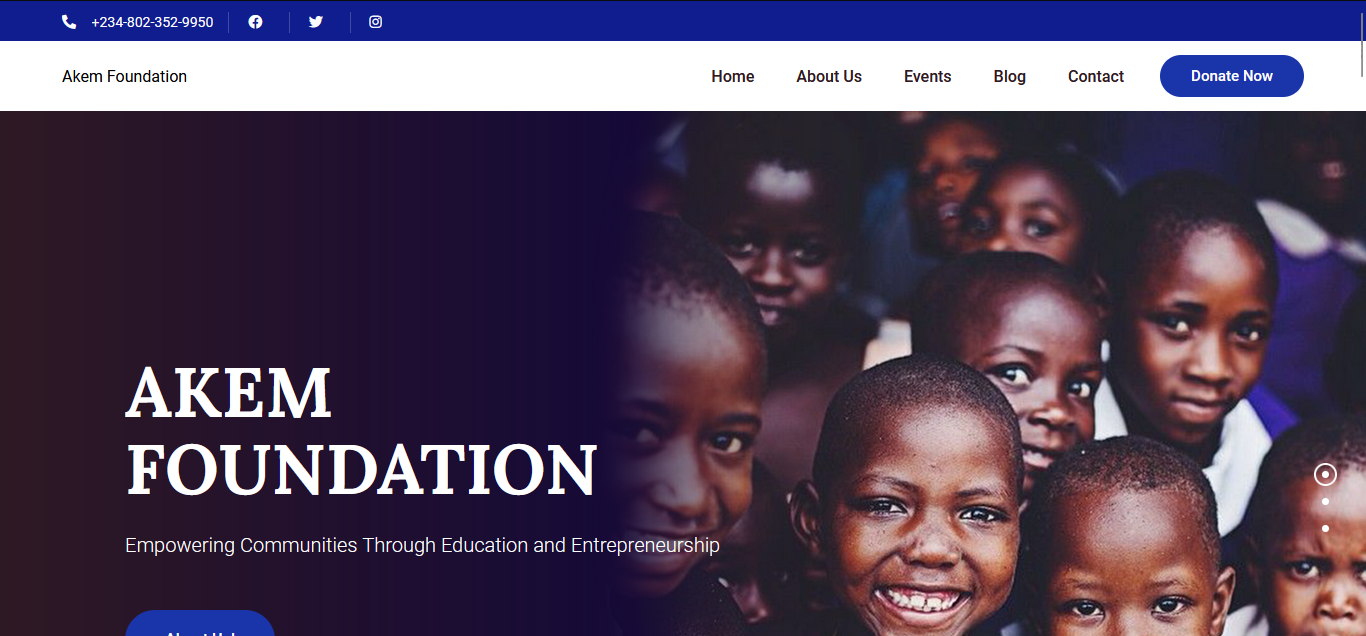 +234-802-352-9950
Akem Foundation
Home About Us Events Blog Contact Donate Now
AKEM
FOUNDATION
Empowering Communities Through Education and Entrepreneurship